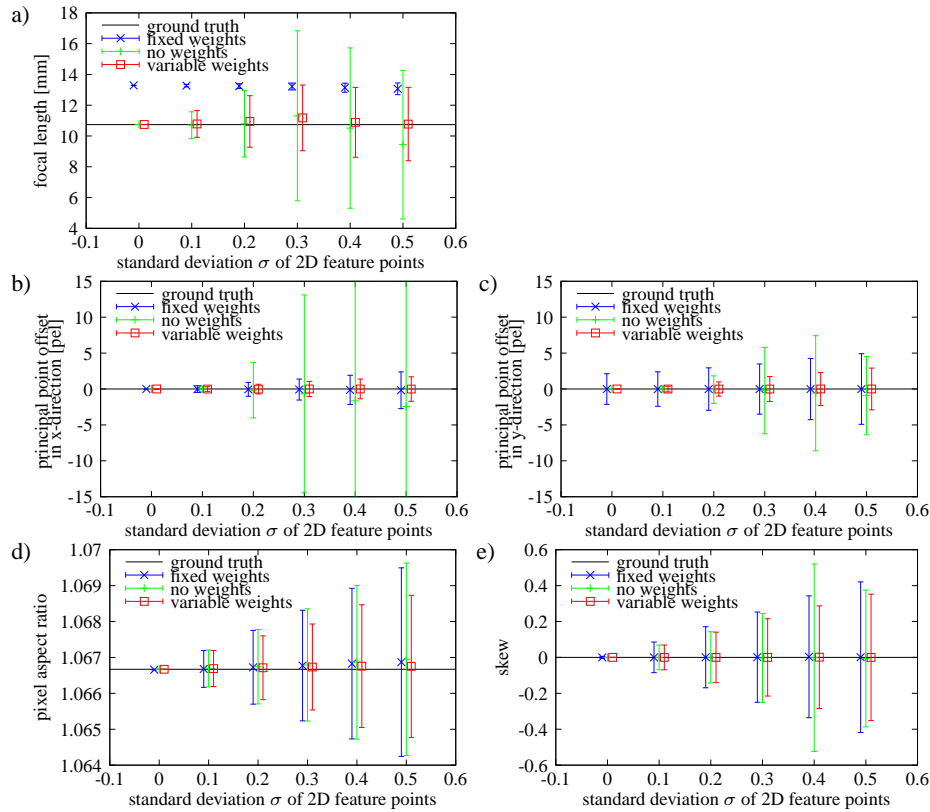 a)
18
16
14
12
10
8
6
4
focal length [mm]
ground truth
fixed weights
no weights
variable weights
-0.1 0 0.1 0.2 0.3 0.4 0.5 0.6
standard deviation σ of 2D feature points
b)
15
10
5
0
-5
-10
-15
principal point offset
in x-direction [pel]
ground truth
fixed weights
no weights
variable weights
-0.1 0 0.1 0.2 0.3 0.4 0.5 0.6
standard deviation σ of 2D feature points
c)
15
10
5
0
-5
-10
-15
principal point offset
in y-direction [pel]
ground truth
fixed weights
no weights
variable weights
-0.1 0 0.1 0.2 0.3 0.4 0.5 0.6
standard deviation σ of 2D feature points
d)
1.07
1.069
1.068
1.067
1.066
1.065
1.064
pixel aspect ratio
ground truth
fixed weights
no weights
variable weights
-0.1 0 0.1 0.2 0.3 0.4 0.5 0.6
standard deviation σ of 2D feature points
e)
0.6
0.4
0.2
0
-0.2
-0.4
-0.6
skew
ground truth
fixed weights
no weights
variable weights
-0.1 0 0.1 0.2 0.3 0.4 0.5 0.6
standard deviation σ of 2D feature points